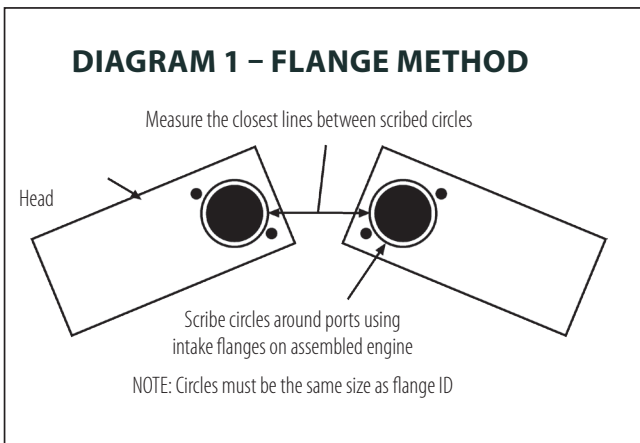 DIAGRAM 1 – FLANGE METHOD
Measure the closest lines between scribed circles
Head
Scribe circles around ports using
intake flanges on assembled engine
NOTE: Circles must be the same size as flange ID